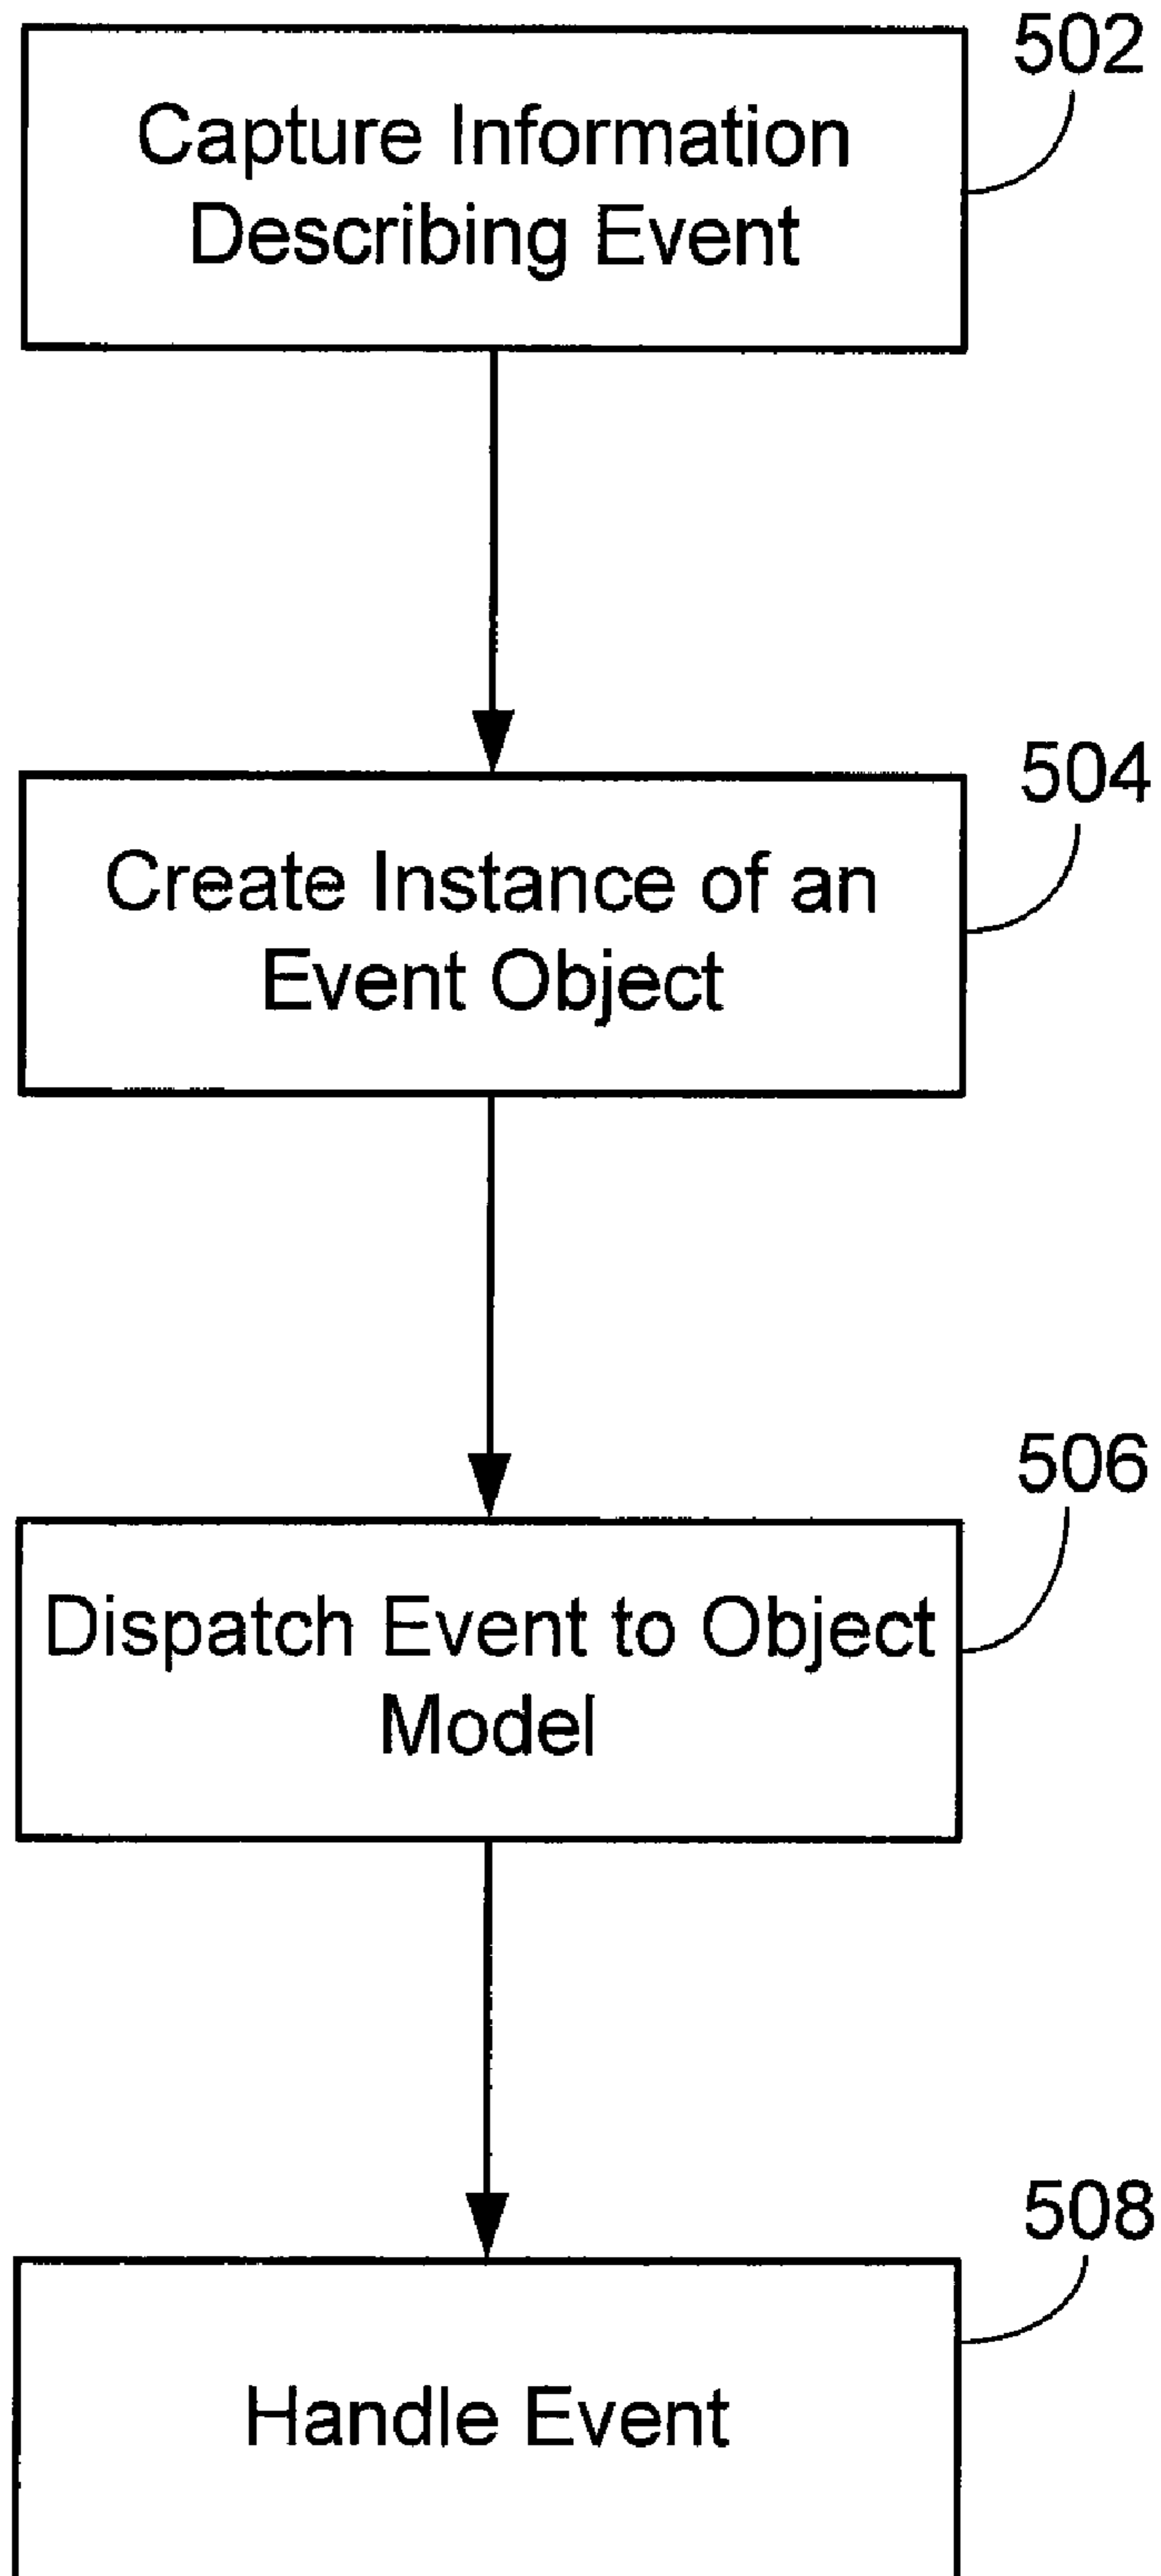 502
Capture Information
Describing Event
504
Create Instance of an
Event Object
506
Dispatch Event to Object
Model
508
Handle Event